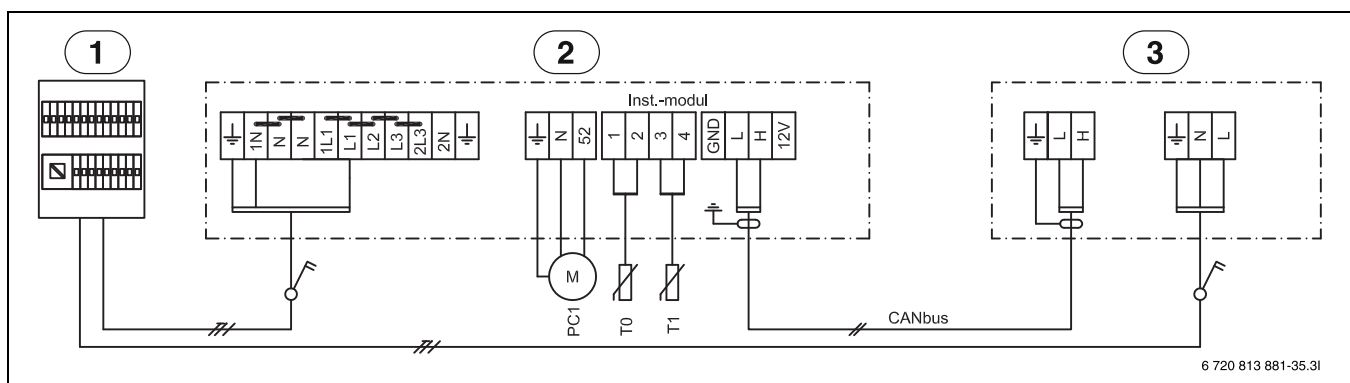 1
2
3
Inst.-modul
1N
N
N
1L1
L1
L2
L3
2L3
2N
N
52
1
2
3
4
GND
L
H
12V
L
H
N
L
M
PC1
T0
T1
CANbus
6 720 813 881-35.3I